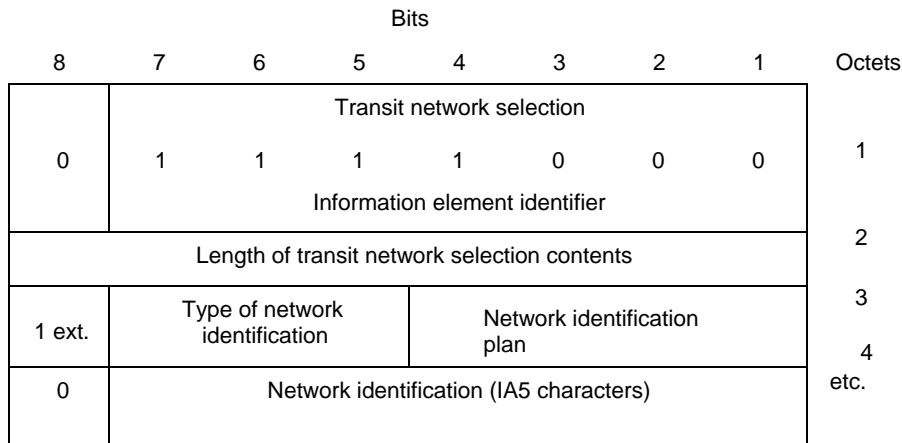 Bits
8 7 6 5 4 3 2 1 Octets
Transit network selection
0 1 1 1 1 0 0 0 1
Information element identifier
Length of transit network selection contents 2
1 ext. Type of network identification Network identification plan 3
0 Network identification (IA5 characters) 4 etc.